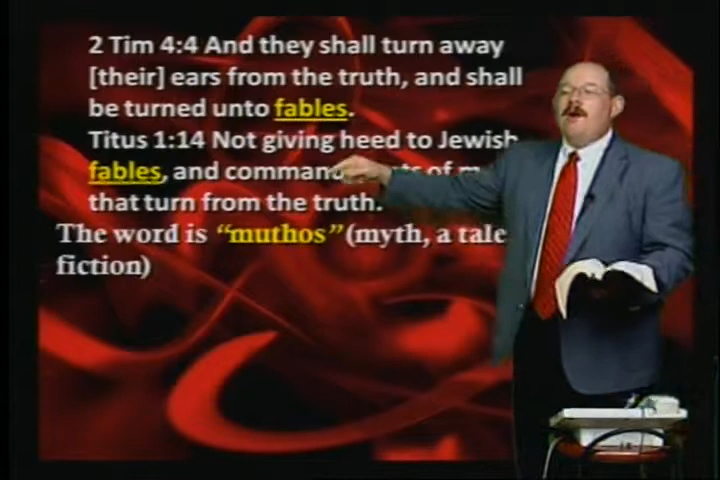 2 Tim 4:4 And they shall turn away
[their] ears from the truth, and shall
be turned unto fables.
Titus 1:14 Not giving heed to Jewish
fables, and of
that turn from the truth.
The word is "muthos" (myth, a tale
fiction)